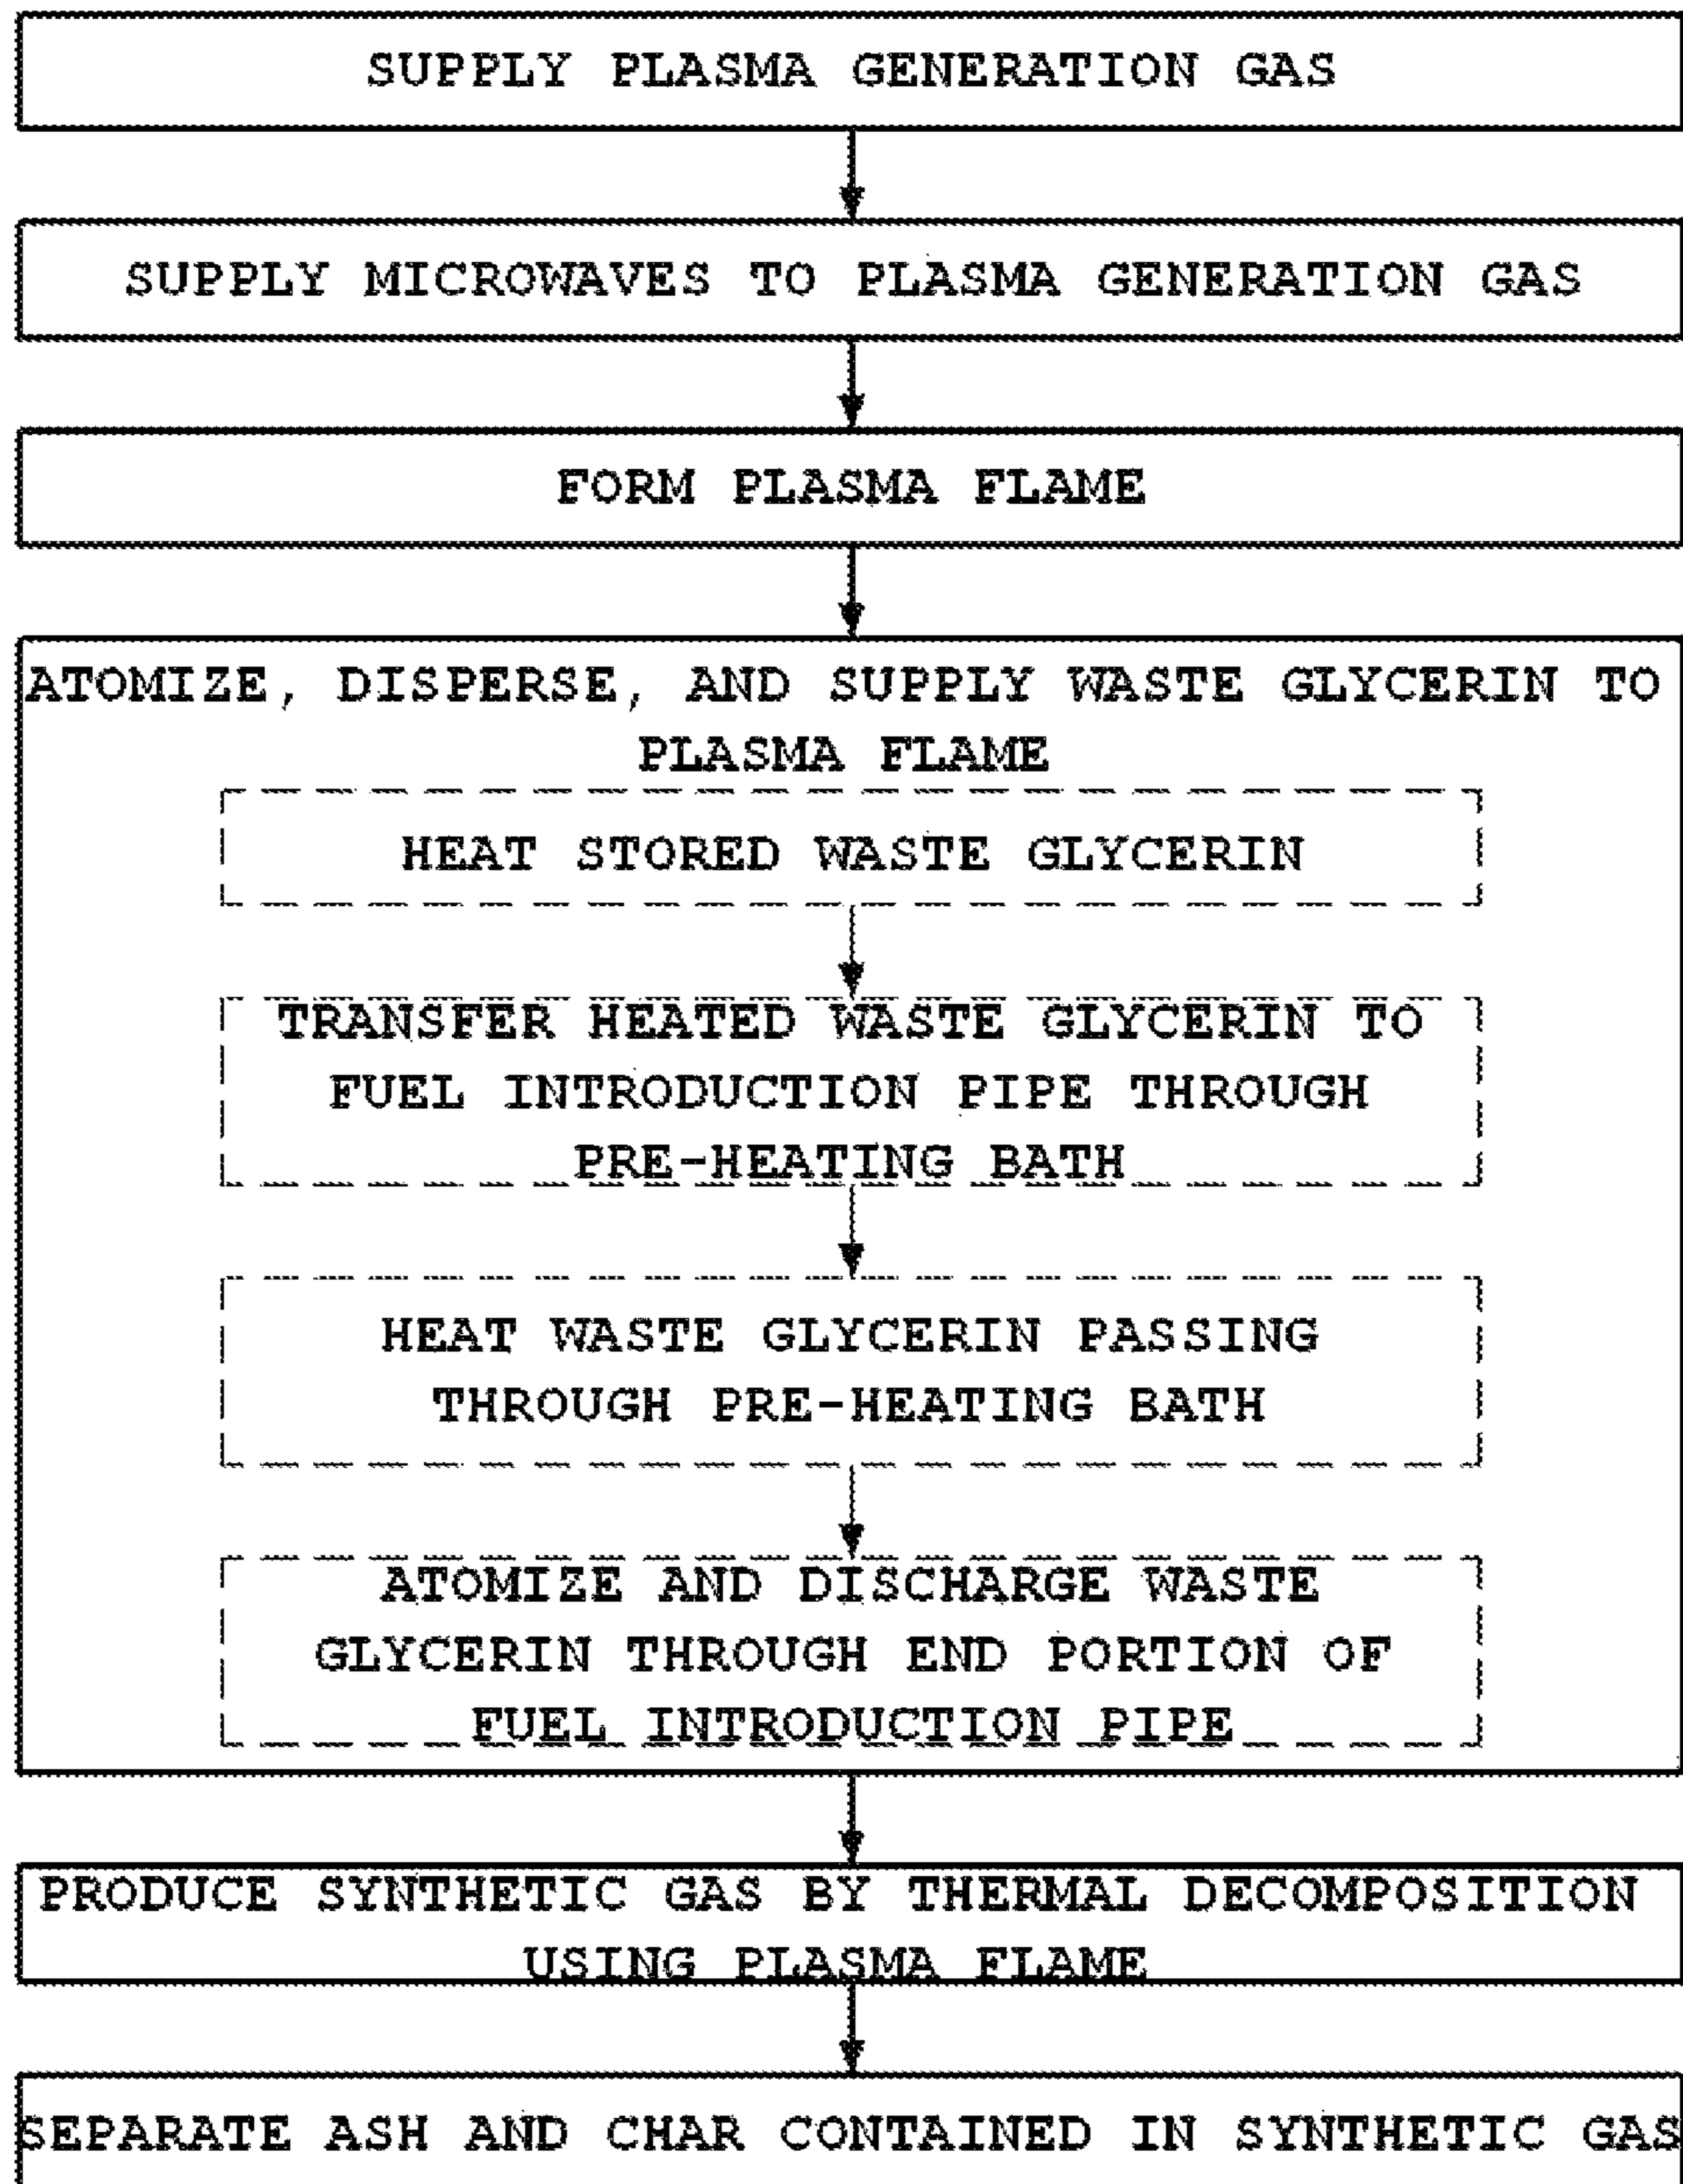 SUPPLY PLASMA GENERATION GAS
SUPPLY MICROWAVES TO PLASMA GENERATION GAS
FORM PLASMA FLAME
ATOMIZE, DISPERSE, AND SUPPLY WASTE GLYCERIN TO
PLASMA FLAME
HEAT STORED WASTE GLYCERIN
TRANSFER HEATED WASTE GLYCERIN TO
FUEL INTRODUCTION PIPE THROUGH
PRE-HEATING BATH
HEAT WASTE GLYCERIN PASSING
THROUGH PRE-HEATING BATH
ATOMIZE AND DISCHARGE WASTE
GLYCERIN THROUGH END PORTION OF
FUEL INTRODUCTION PIPE
PRODUCE SYNTHETIC GAS BY THERMAL DECOMPOSITION
USING PLASMA FLAME
SEPARATE ASH AND CHAR CONTAINED IN SYNTHETIC GAS